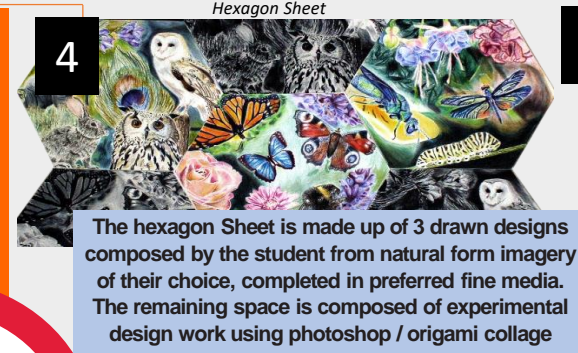 Hexagon Sheet
4
The hexagon Sheet is made up of 3 drawn designs
composed by the student from natural form imagery
of their choice, completed in preferred fine media.
The remaining space is composed of experimental
design work using photoshop / origami collage